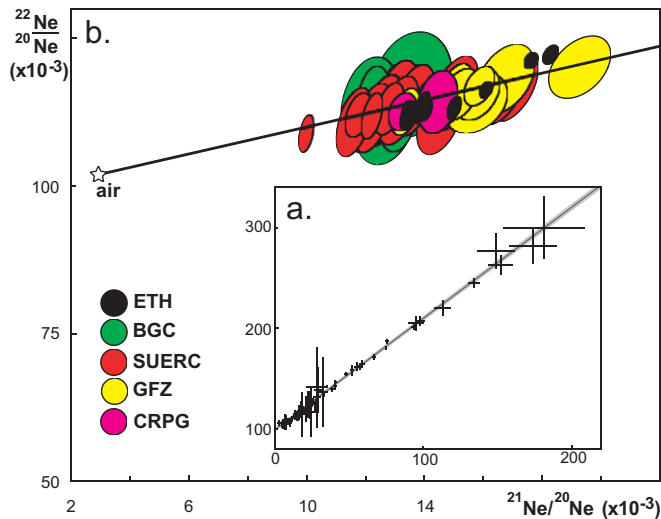 22Ne
20Ne
(x10-3)
b.
100
air
a.
300
200
100
0
100
200
ETH
BGC
SUERC
GFZ
CRPG
75
50
2
6
10
14
21Ne/20Ne (x10-3)